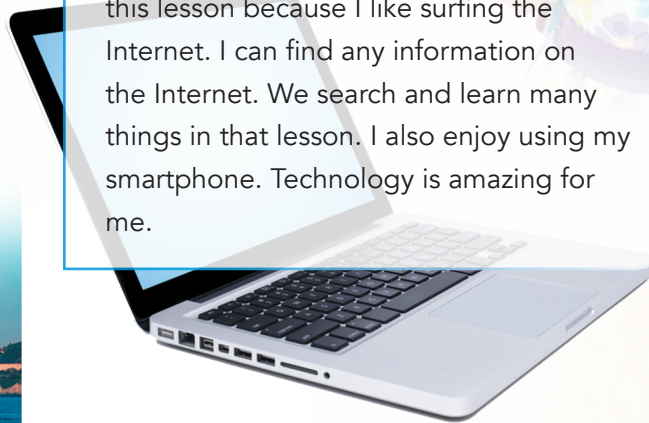 this lesson because I like surfing the
Internet. I can find any information on
the Internet. We search and learn many
things in that lesson. I also enjoy using my
smartphone. Technology is amazing for
me.